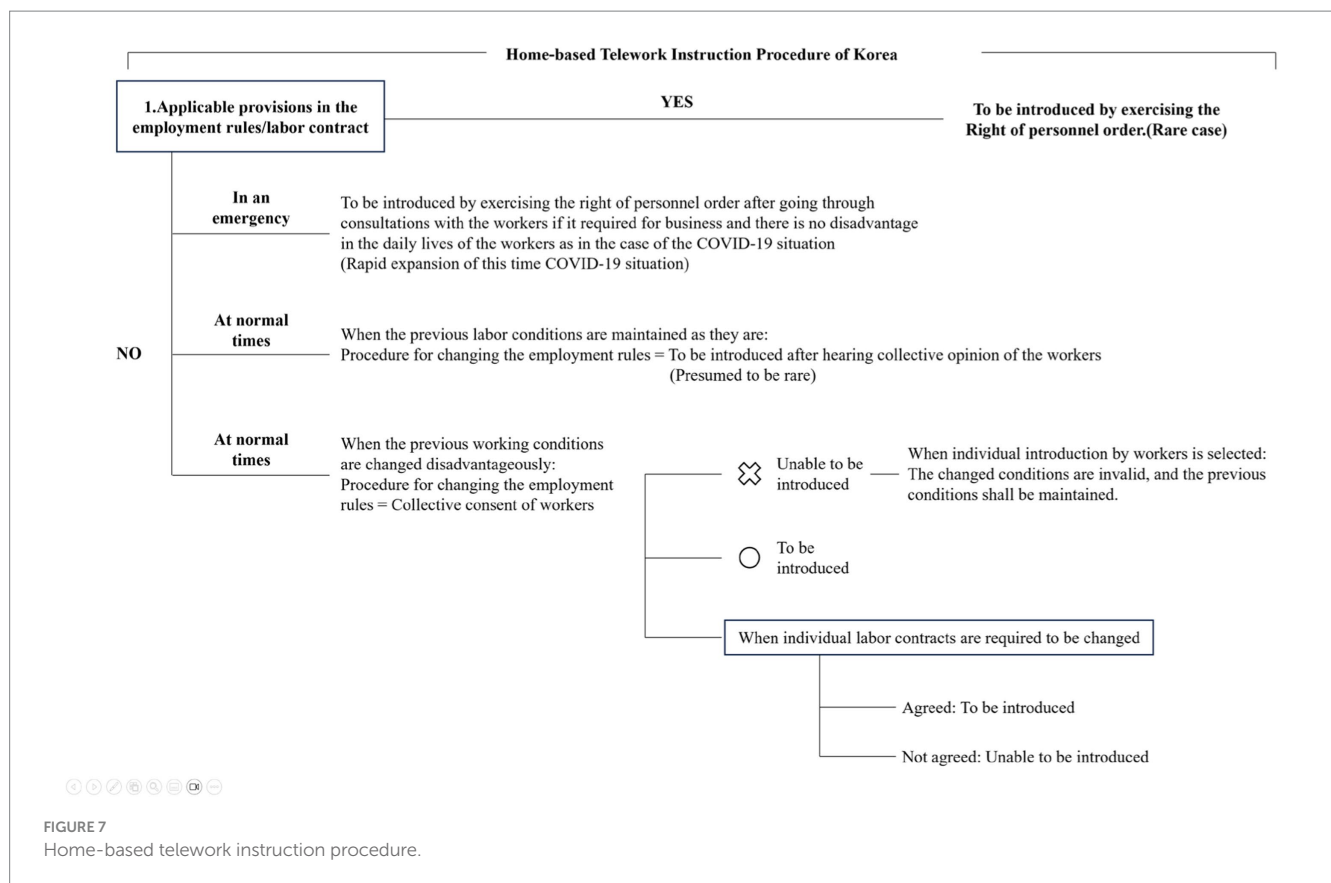 Home-based Telework Instruction Procedure of Korea
1.Applicable provisions in the
employment rules/labor contract
YES
To be introduced by exercising the
Right of personnel order.(Rare case)
In an
emergency
To be introduced by exercising the right of personnel order after going through
consultations with the workers if it required for business and there is no disadvantage
in the daily lives of the workers as in the case of the COVID-19 situation
(Rapid expansion of this time COVID-19 situation)
NO
At normal
times
When the previous labor conditions are maintained as they are:
Procedure for changing the employment rules = To be introduced after hearing collective opinion of the workers
(Presumed to be rare)
At normal
times
When the previous working conditions
are changed disadvantageously:
Procedure for changing the employment
rules = Collective consent of workers
Unable to be
introduced
When individual introduction by workers is selected:
The changed conditions are invalid, and the previous
conditions shall be maintained.
To be
introduced
When individual labor contracts are required to be changed
Agreed: To be introduced
Not agreed: Unable to be introduced
FIGURE 7
Home-based telework instruction procedure.